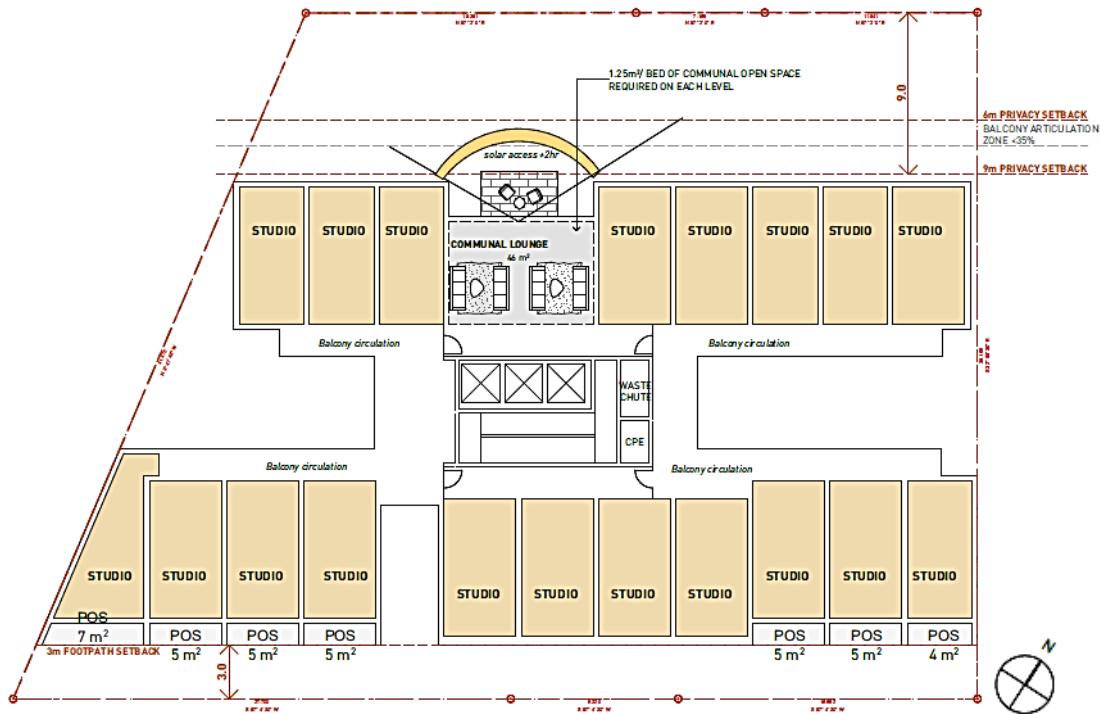 1.25m²/ BED OF COMMUNAL OPEN SPACE
REQUIRED ON EACH LEVEL
9.0
6m PRIVACY SETBACK
BALCONY ARTICULATION
ZONE <35%
9m PRIVACY SETBACK
solar access +2hr
STUDIO
STUDIO
STUDIO
COMMUNAL LOUNGE
46 m²
STUDIO
STUDIO
STUDIO
STUDIO
STUDIO
Balcony circulation
Balcony circulation
WASTE
CHUTE
CPE
Balcony circulation
Balcony circulation
STUDIO
STUDIO
STUDIO
STUDIO
STUDIO
STUDIO
STUDIO
STUDIO
STUDIO
STUDIO
STUDIO
POS
7 m²
POS
5 m²
POS
5 m²
POS
5 m²
POS
5 m²
POS
5 m²
POS
4 m²
3m FOOTPATH SETBACK
3.0
N